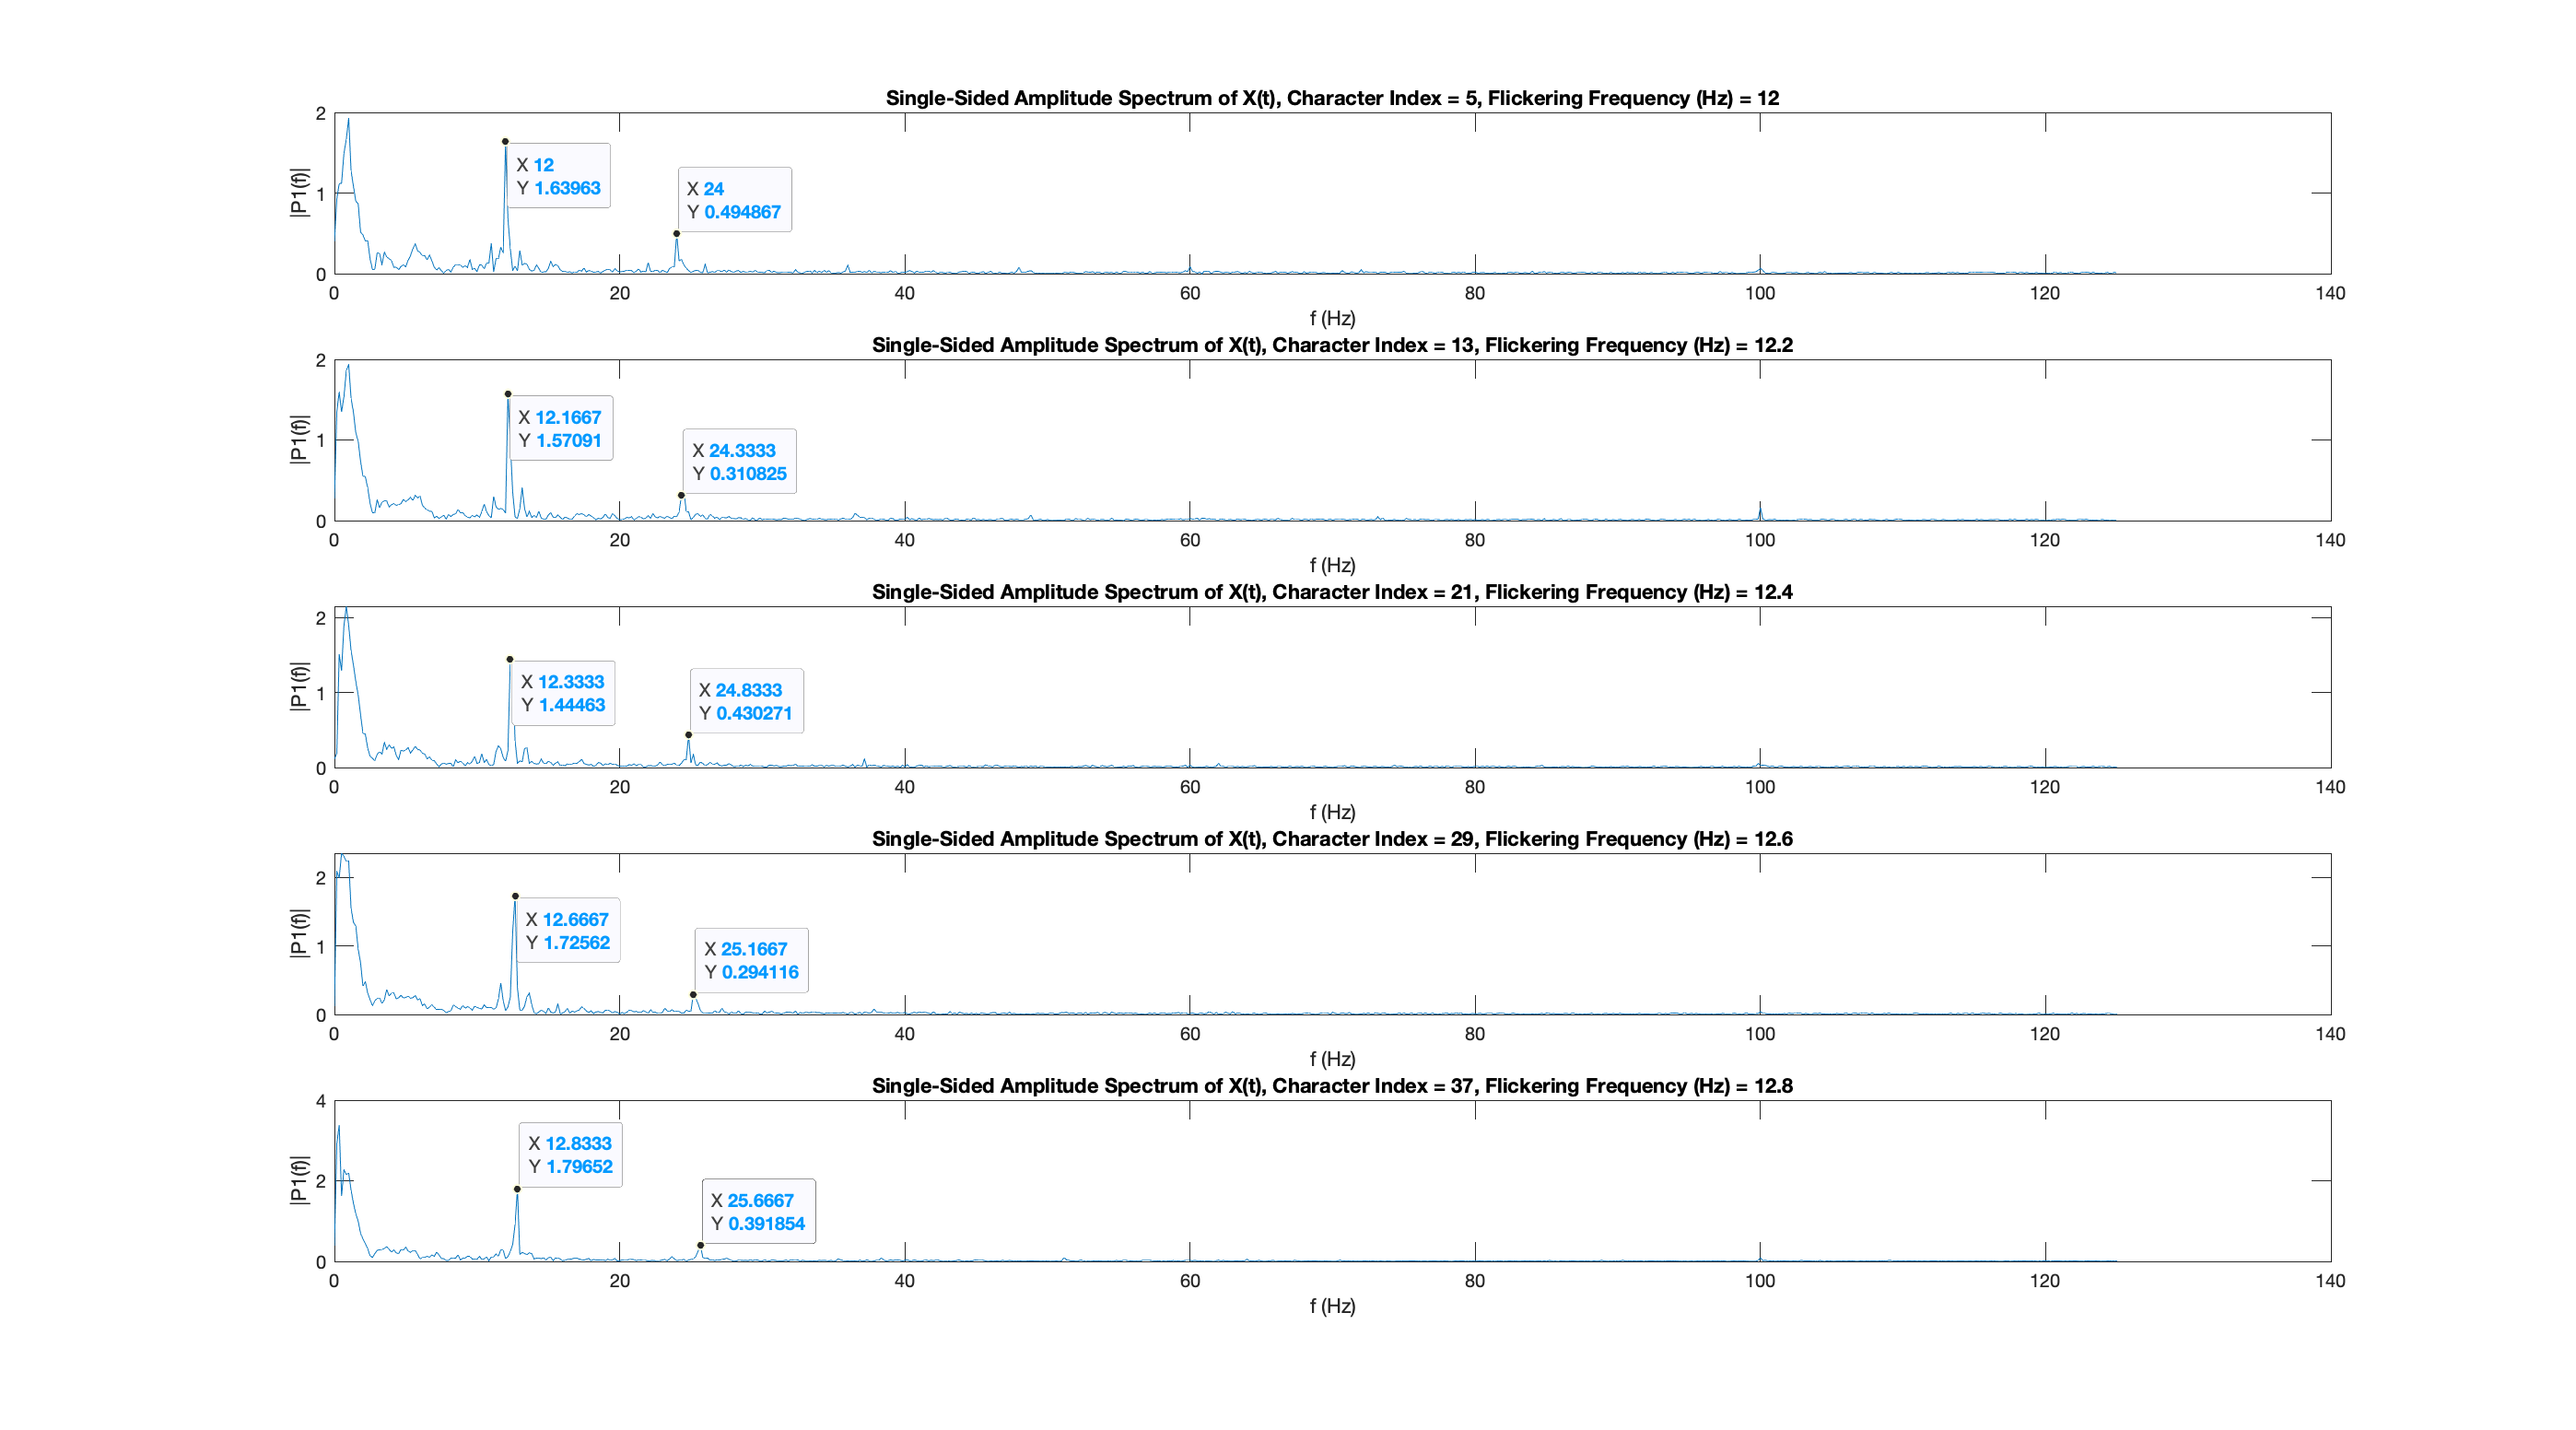 Single-Sided Amplitude Spectrum of X(t), Character Index = 5, Flickering Frequency (Hz) = 12
2
1
0
|P1(f)|
X 12
Y 1.63963
X 24
Y 0.494867
0 20 40 60 80 100 120 140
f (Hz)
Single-Sided Amplitude Spectrum of X(t), Character Index = 13, Flickering Frequency (Hz) = 12.2
2
1
0
|P1(f)|
X 12.1667
Y 1.57091
X 24.3333
Y 0.310825
0 20 40 60 80 100 120 140
f (Hz)
Single-Sided Amplitude Spectrum of X(t), Character Index = 21, Flickering Frequency (Hz) = 12.4
2
1
0
|P1(f)|
X 12.3333
Y 1.44463
X 24.8333
Y 0.430271
0 20 40 60 80 100 120 140
f (Hz)
Single-Sided Amplitude Spectrum of X(t), Character Index = 29, Flickering Frequency (Hz) = 12.6
2
1
0
|P1(f)|
X 12.6667
Y 1.72562
X 25.1667
Y 0.294116
0 20 40 60 80 100 120 140
f (Hz)
Single-Sided Amplitude Spectrum of X(t), Character Index = 37, Flickering Frequency (Hz) = 12.8
4
2
0
|P1(f)|
X 12.8333
Y 1.79652
X 25.6667
Y 0.391854
0 20 40 60 80 100 120 140
f (Hz)